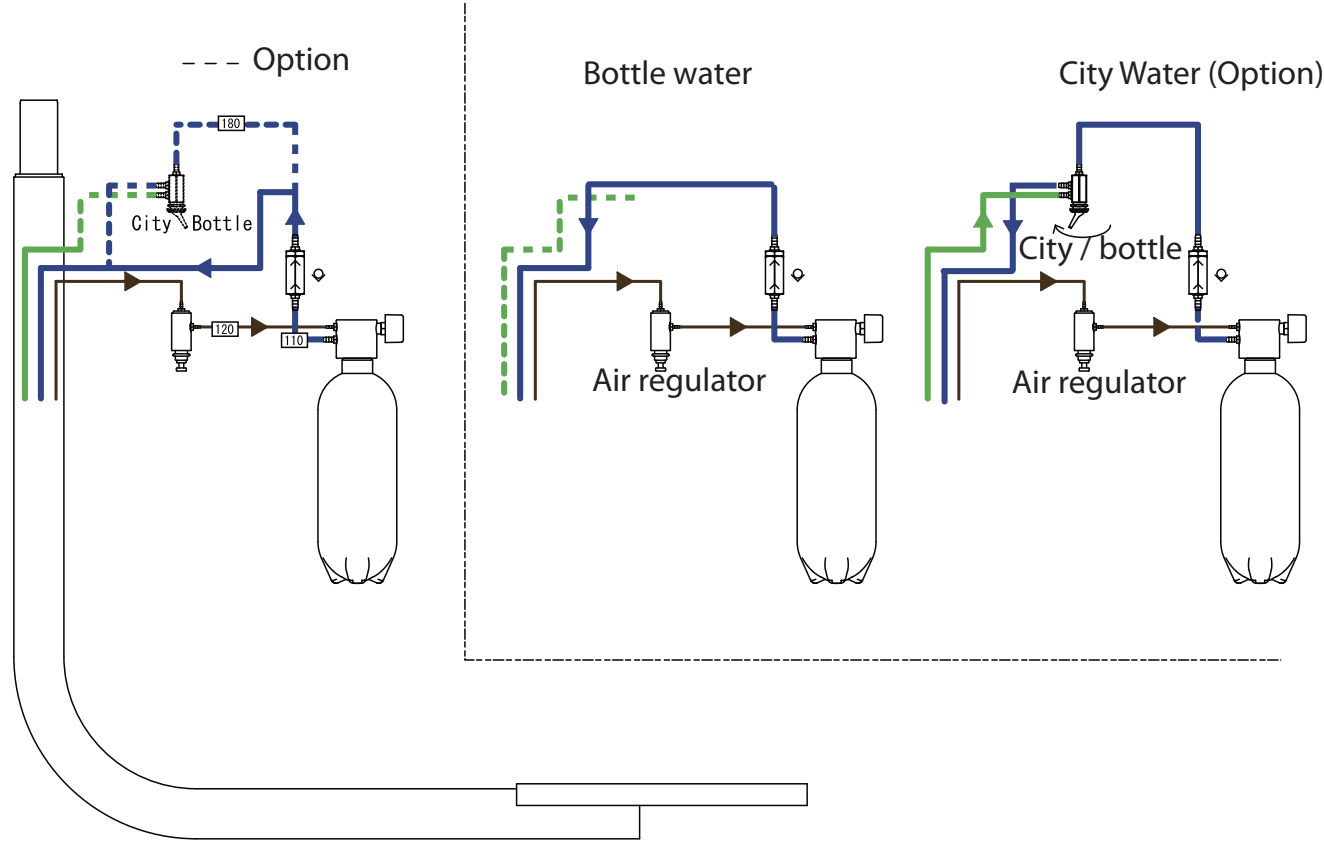 --- Option
180
City Bottle
120
110
Bottle water
Air regulator
City Water (Option)
City / bottle
Air regulator